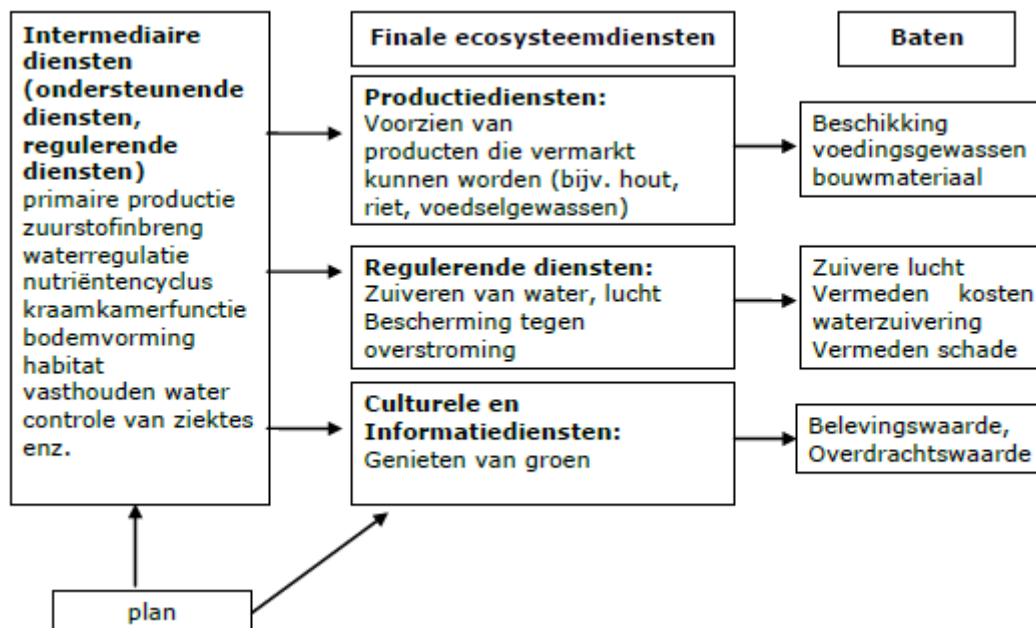 Intermediaire
diensten
(ondersteunende
diensten,
regulerende
diensten)
primaire productie
zuurstofinbreng
waterregulatie
nutriëntencyclus
kraamkamerfunctie
bodemvorming
habitat
vasthouden water
controle van ziektes
enz.
Finale ecosysteemdiensten
Productiediensten:
Voorzien van
producten die vermarkt
kunnen worden (bijv. hout,
riet, voedselgewassen)
Regulerende diensten:
Zuiveren van water, lucht
Bescherming tegen
overstroming
Culturele en
Informatiediensten:
Genieten van groen
Baten
Beschikking
voedingsgewassen
bouwmateriaal
Zuivere lucht
Vermeden kosten
waterzuivering
Vermeden schade
Belevingswaarde,
Overdrachtswaarde
plan